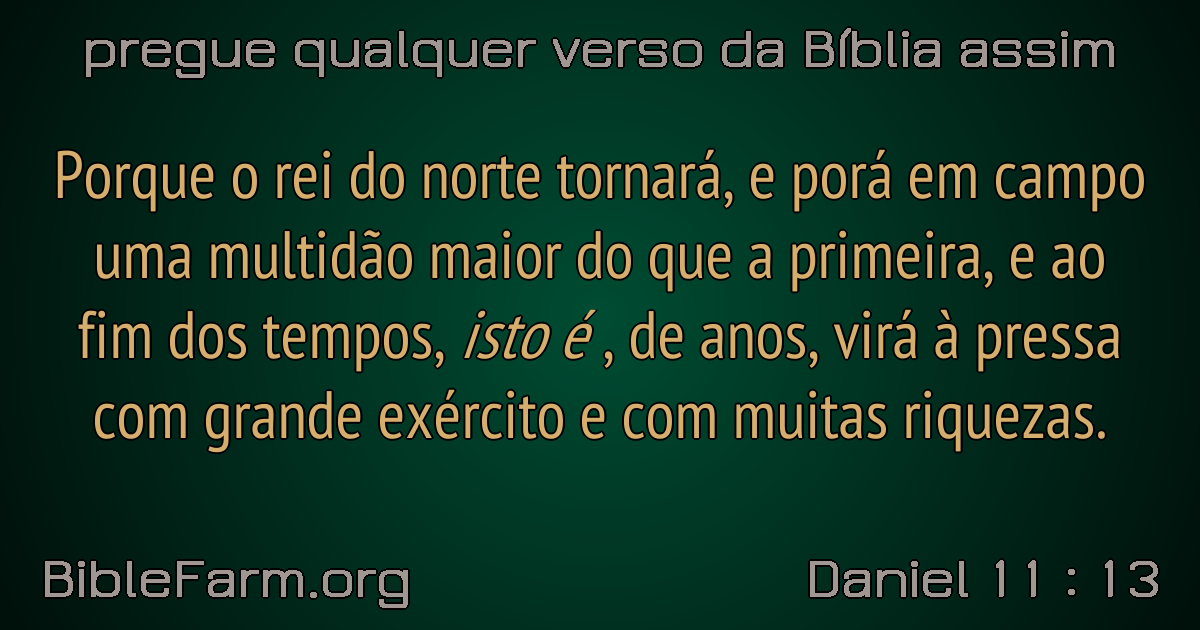 pregue qualquer verso da Bíblia assim
Porque o rei do norte tornará, e porá em campo
uma multidão maior do que a primeira, e ao
fim dos tempos, isto é , de anos, virá à pressa
com grande exército e com muitas riquezas.
BibleFarm.org
Daniel 11 : 13